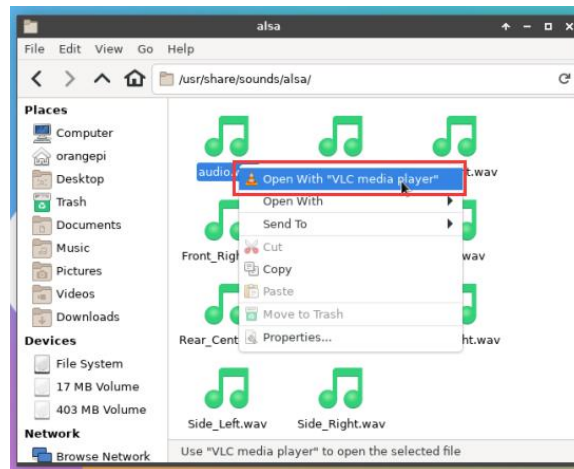 alsa
File Edit View Go Help
/usr/share/sounds/alsa/
Places
Computer
orangepi
Desktop
Trash
Documents
Music
Pictures
Videos
Downloads
Devices
File System
17 MB Volume
403 MB Volume
Network
Browse Network
audio.
t.wav
Open With "VLC media player"
Open With
Send To
Cut
Copy
Paste
Move to Trash
Properties...
Front_Righ
wav
Rear_Cent
ht.wav
Side_Left.wav
Side_Right.wav
Use "VLC media player" to open the selected file